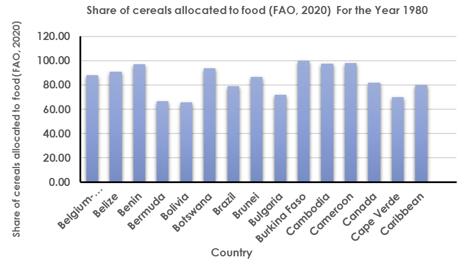 Share of cereals allocated to food (FAO, 2020) For the Year 1980
Share of cereals allocated to food(FAO, 2020)
120.00
100.00
80.00
60.00
40.00
20.00
0.00
Belgium-...
Belize
Benin
Bermuda
Bolivia
Botswana
Brazil
Brunei
Bulgaria
Burkina Faso
Cambodia
Cameroon
Canada
Cape Verde
Caribbean
Country